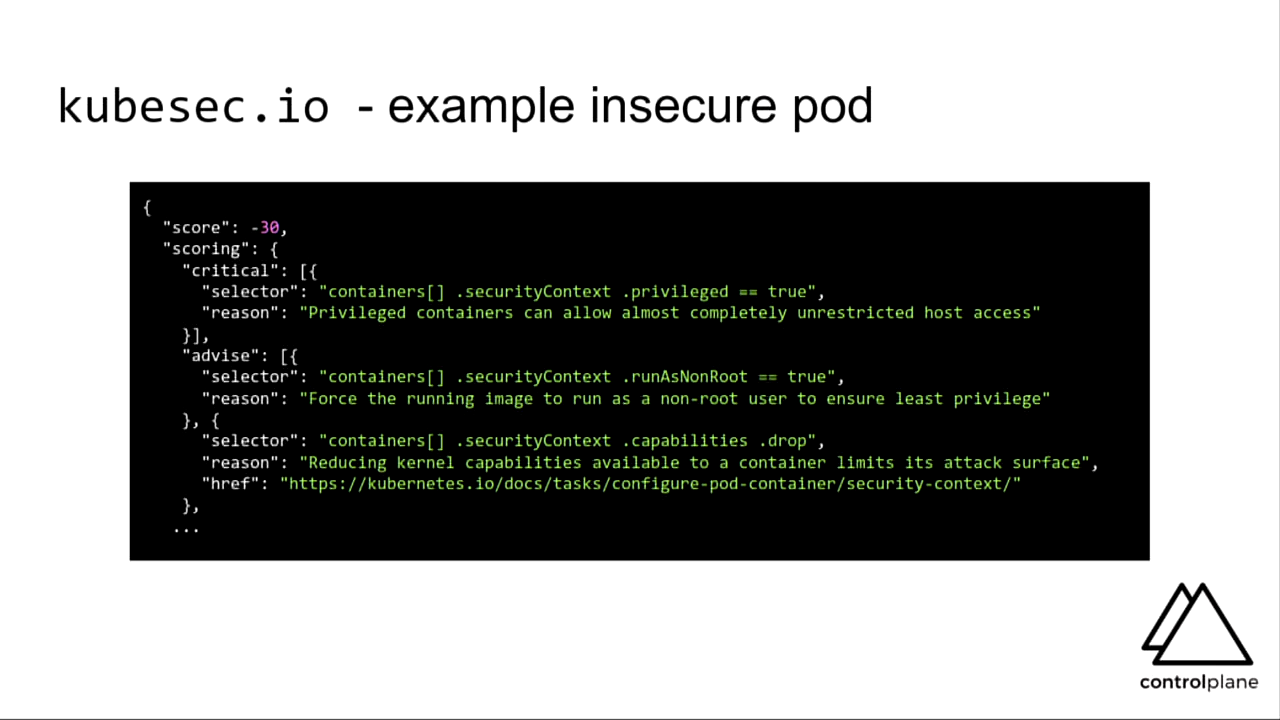 kubesec.io - example insecure pod
{
"score": -30,
"scoring": {
"critical": [{
"selector": "containers[] .securityContext .privileged == true",
"reason": "Privileged containers can allow almost completely unrestricted host access"
}],
"advise": [{
"selector": "containers[] .securityContext .runAsNonRoot == true",
"reason": "Force the running image to run as a non-root user to ensure least privilege"
}, {
"selector": "containers[] .securityContext .capabilities .drop",
"reason": "Reducing kernel capabilities available to a container limits its attack surface",
"href": "https://kubernetes.io/docs/tasks/configure-pod-container/security-context/"
},
...
controlplane